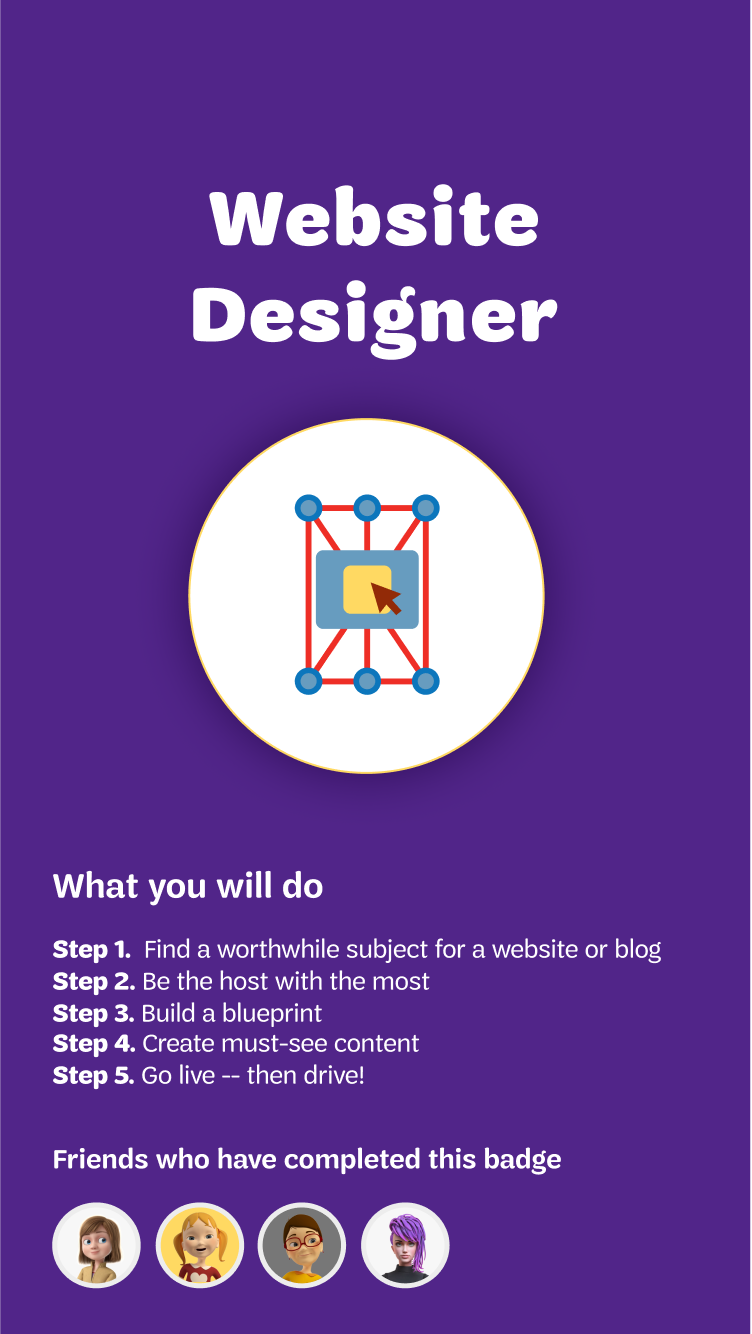 Website
Designer
What you will do
Step 1. Find a worthwhile subject for a website or blog
Step 2. Be the host with the most
Step 3. Build a blueprint
Step 4. Create must-see content
Step 5. Go live -- then drive!
Friends who have completed this badge